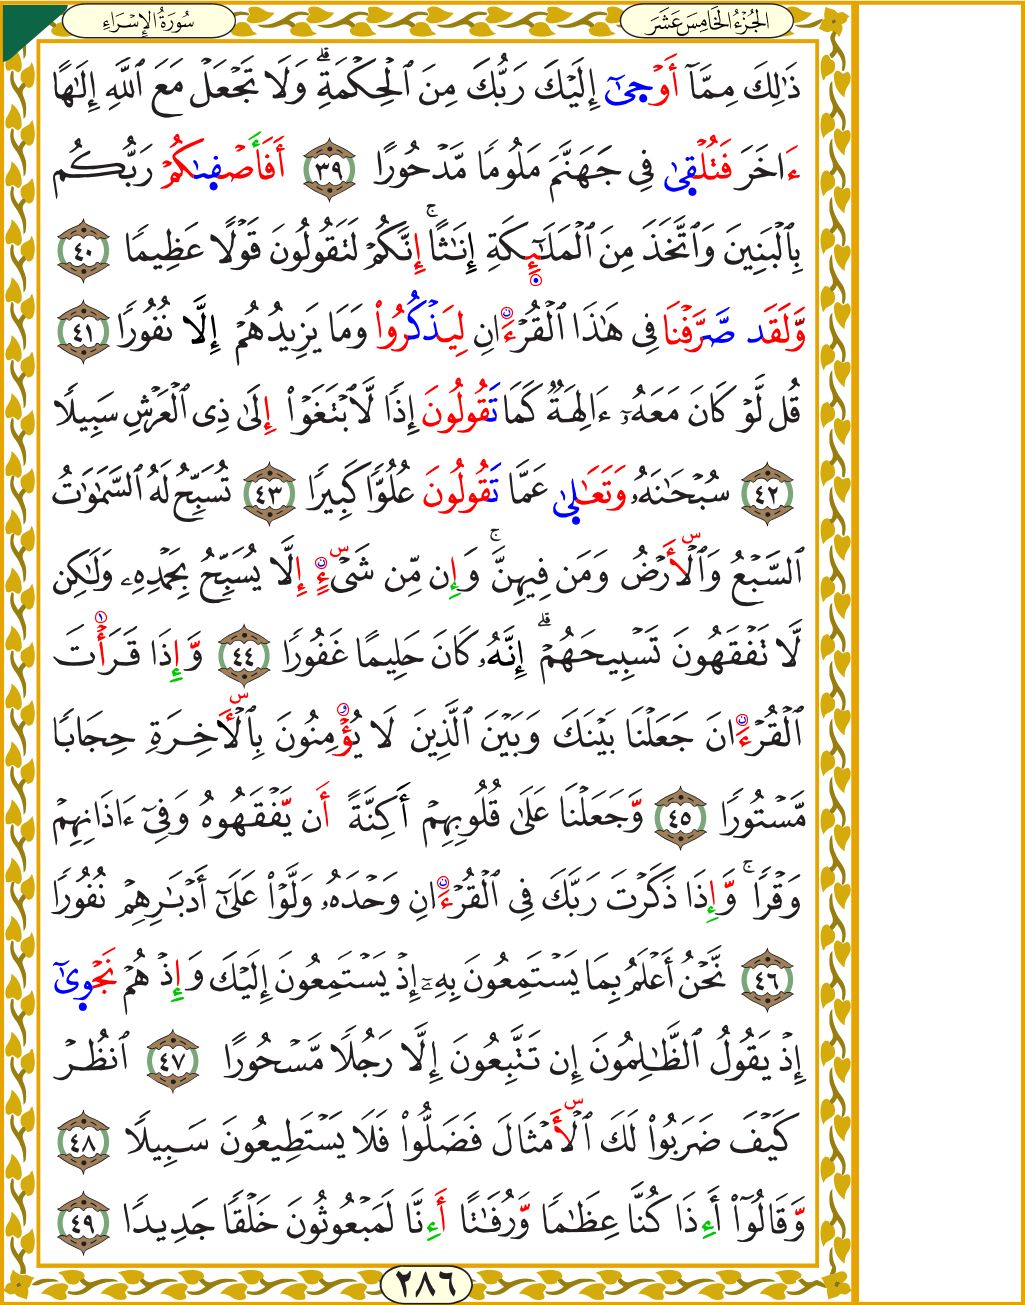 سُورَةُ الإِسْرَاءِ
الجُزْءُ الخَامِسَ عَشَرَ
ذَٰلِكَ مِمَّآ أَوْحَىٰٓ إِلَيْكَ رَبُّكَ مِنَ ٱلْحِكْمَةِۗ وَلَا تَجْعَلْ مَعَ ٱللَّهِ إِلَٰهًا
ءَاخَرَ فَتُلْقَىٰ فِى جَهَنَّمَ مَلُومًا مَّدْحُورًا ٣٩ أَفَأَصْفَىٰكُمْ رَبُّكُم
بِٱلْبَنِينَ وَٱتَّخَذَ مِنَ ٱلْمَلَٰٓئِكَةِ إِنَٰثًاۚ إِنَّكُمْ لَتَقُولُونَ قَوْلًا عَظِيمًا ٤٠
وَّلَقَد صَّرَّفْنَا فِى هَٰذَا ٱلْقُرْءَانِ لِيَذْكُرُوا۟ وَمَا يَزِيدُهُمْ إِلَّا نُفُورًا ٤١
قُل لَّوْ كَانَ مَعَهُۥٓ ءَالِهَةٌ كَمَا تَقُولُونَ إِذًا لَّٱبْتَغَوْا۟ إِلَىٰ ذِى ٱلْعَرْشِ سَبِيلًا
٤٢ سُبْحَٰنَهُۥ وَتَعَٰلَىٰ عَمَّا تَقُولُونَ عُلُوًّا كَبِيرًا ٤٣ تُسَبِّحُ لَهُ ٱلسَّمَٰوَٰتُ
ٱلسَّبْعُ وَٱلْأَرْضُ وَمَن فِيهِنَّۚ وَإِن مِّن شَىْءٍ إِلَّا يُسَبِّحُ بِحَمْدِهِۦ وَلَٰكِن
لَّا تَفْقَهُونَ تَسْبِيحَهُمْۗ إِنَّهُۥ كَانَ حَلِيمًا غَفُورًا ٤٤ وَّإِذَا قَرَأْتَ
ٱلْقُرْءَانَ جَعَلْنَا بَيْنَكَ وَبَيْنَ ٱلَّذِينَ لَا يُؤْمِنُونَ بِٱلْأَخِرَةِ حِجَابًا
مَّسْتُورًا ٤٥ وَّجَعَلْنَا عَلَىٰ قُلُوبِهِمْ أَكِنَّةً أَن يَّفْقَهُوهُ وَفِىٓ ءَاذَانِهِمْ
وَقْرًاۚ وَّإِذَا ذَكَرْتَ رَبَّكَ فِى ٱلْقُرْءَانِ وَحْدَهُۥ وَلَّوْا۟ عَلَىٰٓ أَدْبَٰرِهِمْ نُفُورًا
٤٦ نَّحْنُ أَعْلَمُ بِمَا يَسْتَمِعُونَ بِهِۦٓ إِذْ يَسْتَمِعُونَ إِلَيْكَ وَإِذْ هُمْ نَجْوَىٰٓ
إِذْ يَقُولُ ٱلظَّٰلِمُونَ إِن تَتَّبِعُونَ إِلَّا رَجُلًا مَّسْحُورًا ٤٧ ٱنظُرْ
كَيْفَ ضَرَبُوا۟ لَكَ ٱلْأَمْثَالَ فَضَلُّوا۟ فَلَا يَسْتَطِيعُونَ سَبِيلًا ٤٨
وَّقَالُوٓا۟ أَءِذَا كُنَّا عِظَٰمًا وَّرُفَٰتًا أَءِنَّا لَمَبْعُوثُونَ خَلْقًا جَدِيدًا ٤٩
٢٨٦